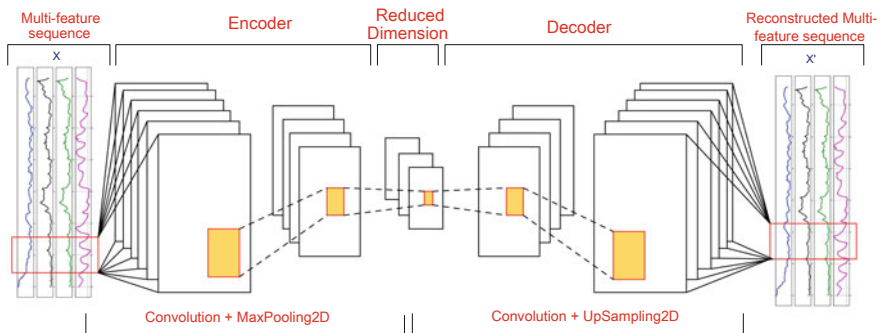 Multi-feature
sequence
X
Encoder
Reduced
Dimension
Decoder
Reconstructed Multi-
feature sequence
X'
Convolution + MaxPooling2D
Convolution + UpSampling2D